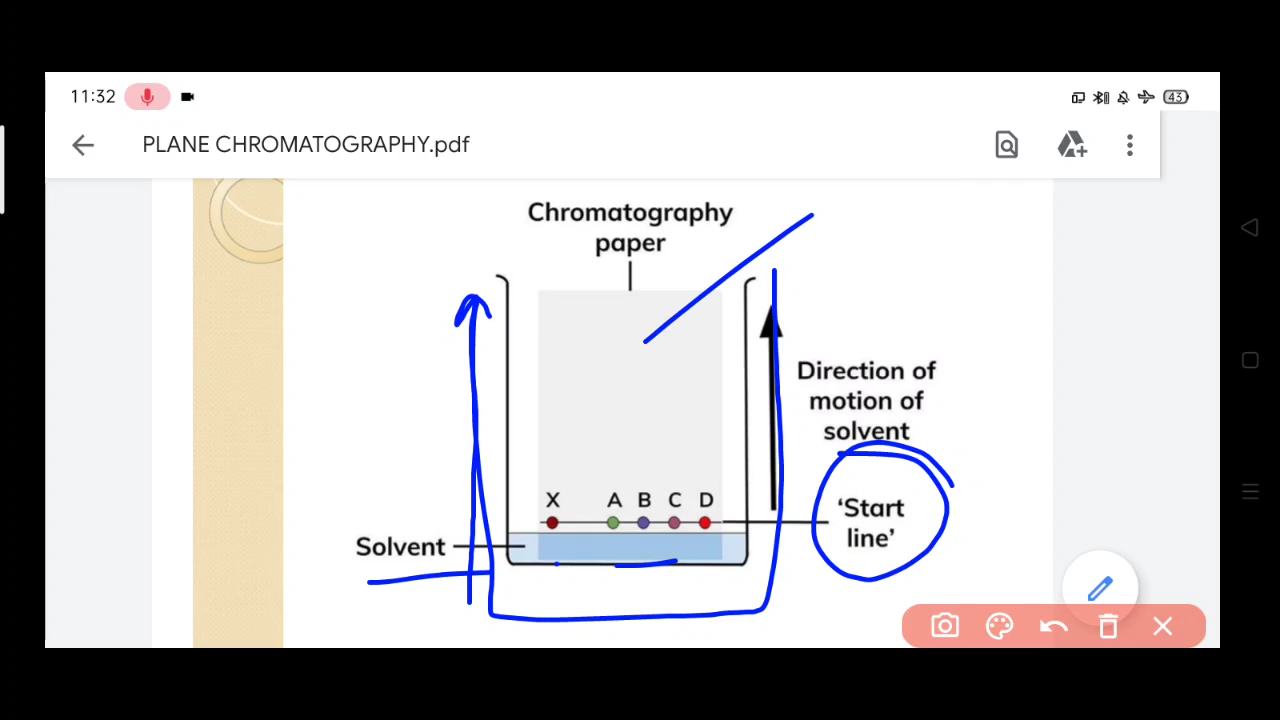 11:32
43
PLANE CHROMATOGRAPHY.pdf
Chromatography
paper
Direction of
motion of
solvent
X A B C D
‘Start
line’
Solvent